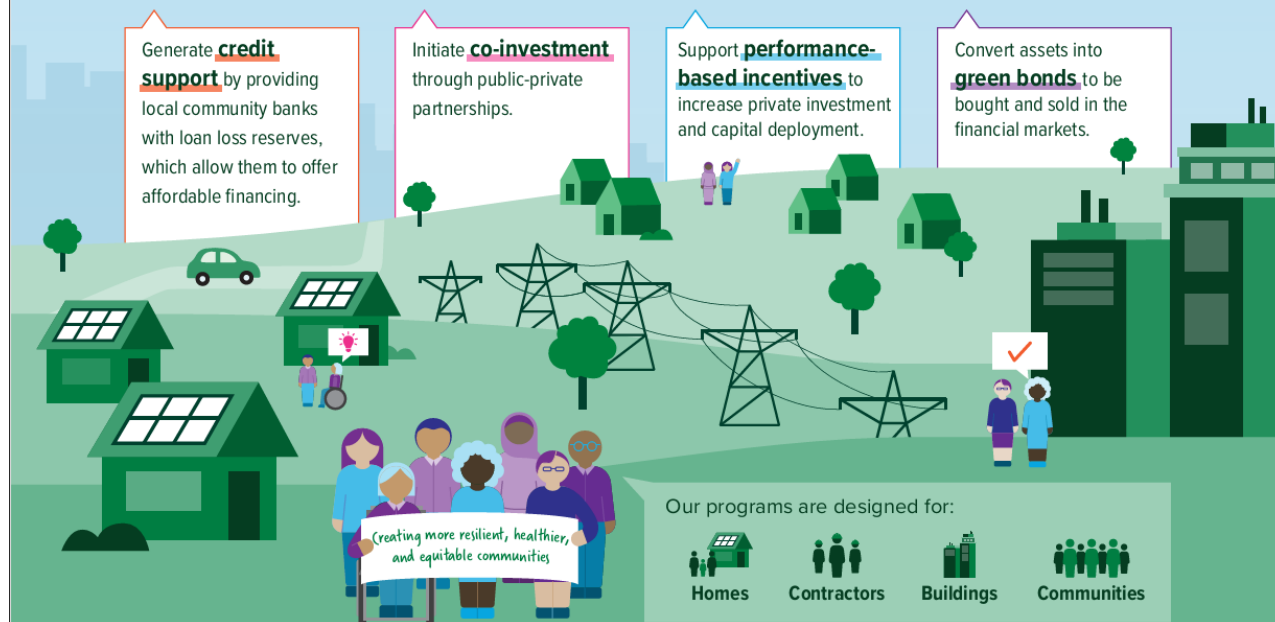 Generate credit
support by providing
local community banks
with loan loss reserves,
which allow them to offer
affordable financing.
Initiate co-investment
through public-private
partnerships.
Support performance-
based incentives to
increase private investment
and capital deployment.
Convert assets into
green bonds to be
bought and sold in the
financial markets.
Creating more resilient, healthier,
and equitable communities
Our programs are designed for:
Homes
Contractors
Buildings
Communities